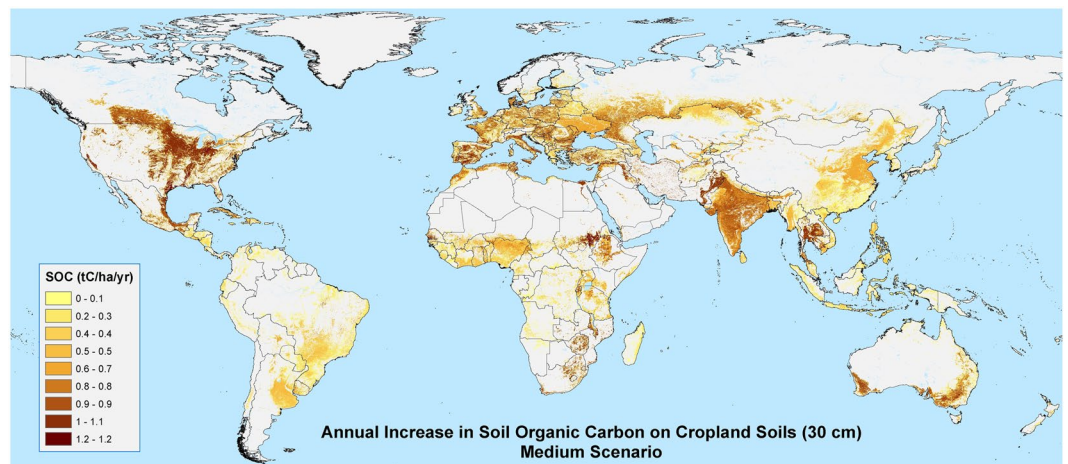 SOC (tC/ha/yr)
0 - 0.1
0.2 - 0.3
0.4 - 0.4
0.5 - 0.5
0.6 - 0.7
0.8 - 0.8
0.9 - 0.9
1 - 1.1
1.2 - 1.2
Annual Increase in Soil Organic Carbon on Cropland Soils (30 cm)
Medium Scenario